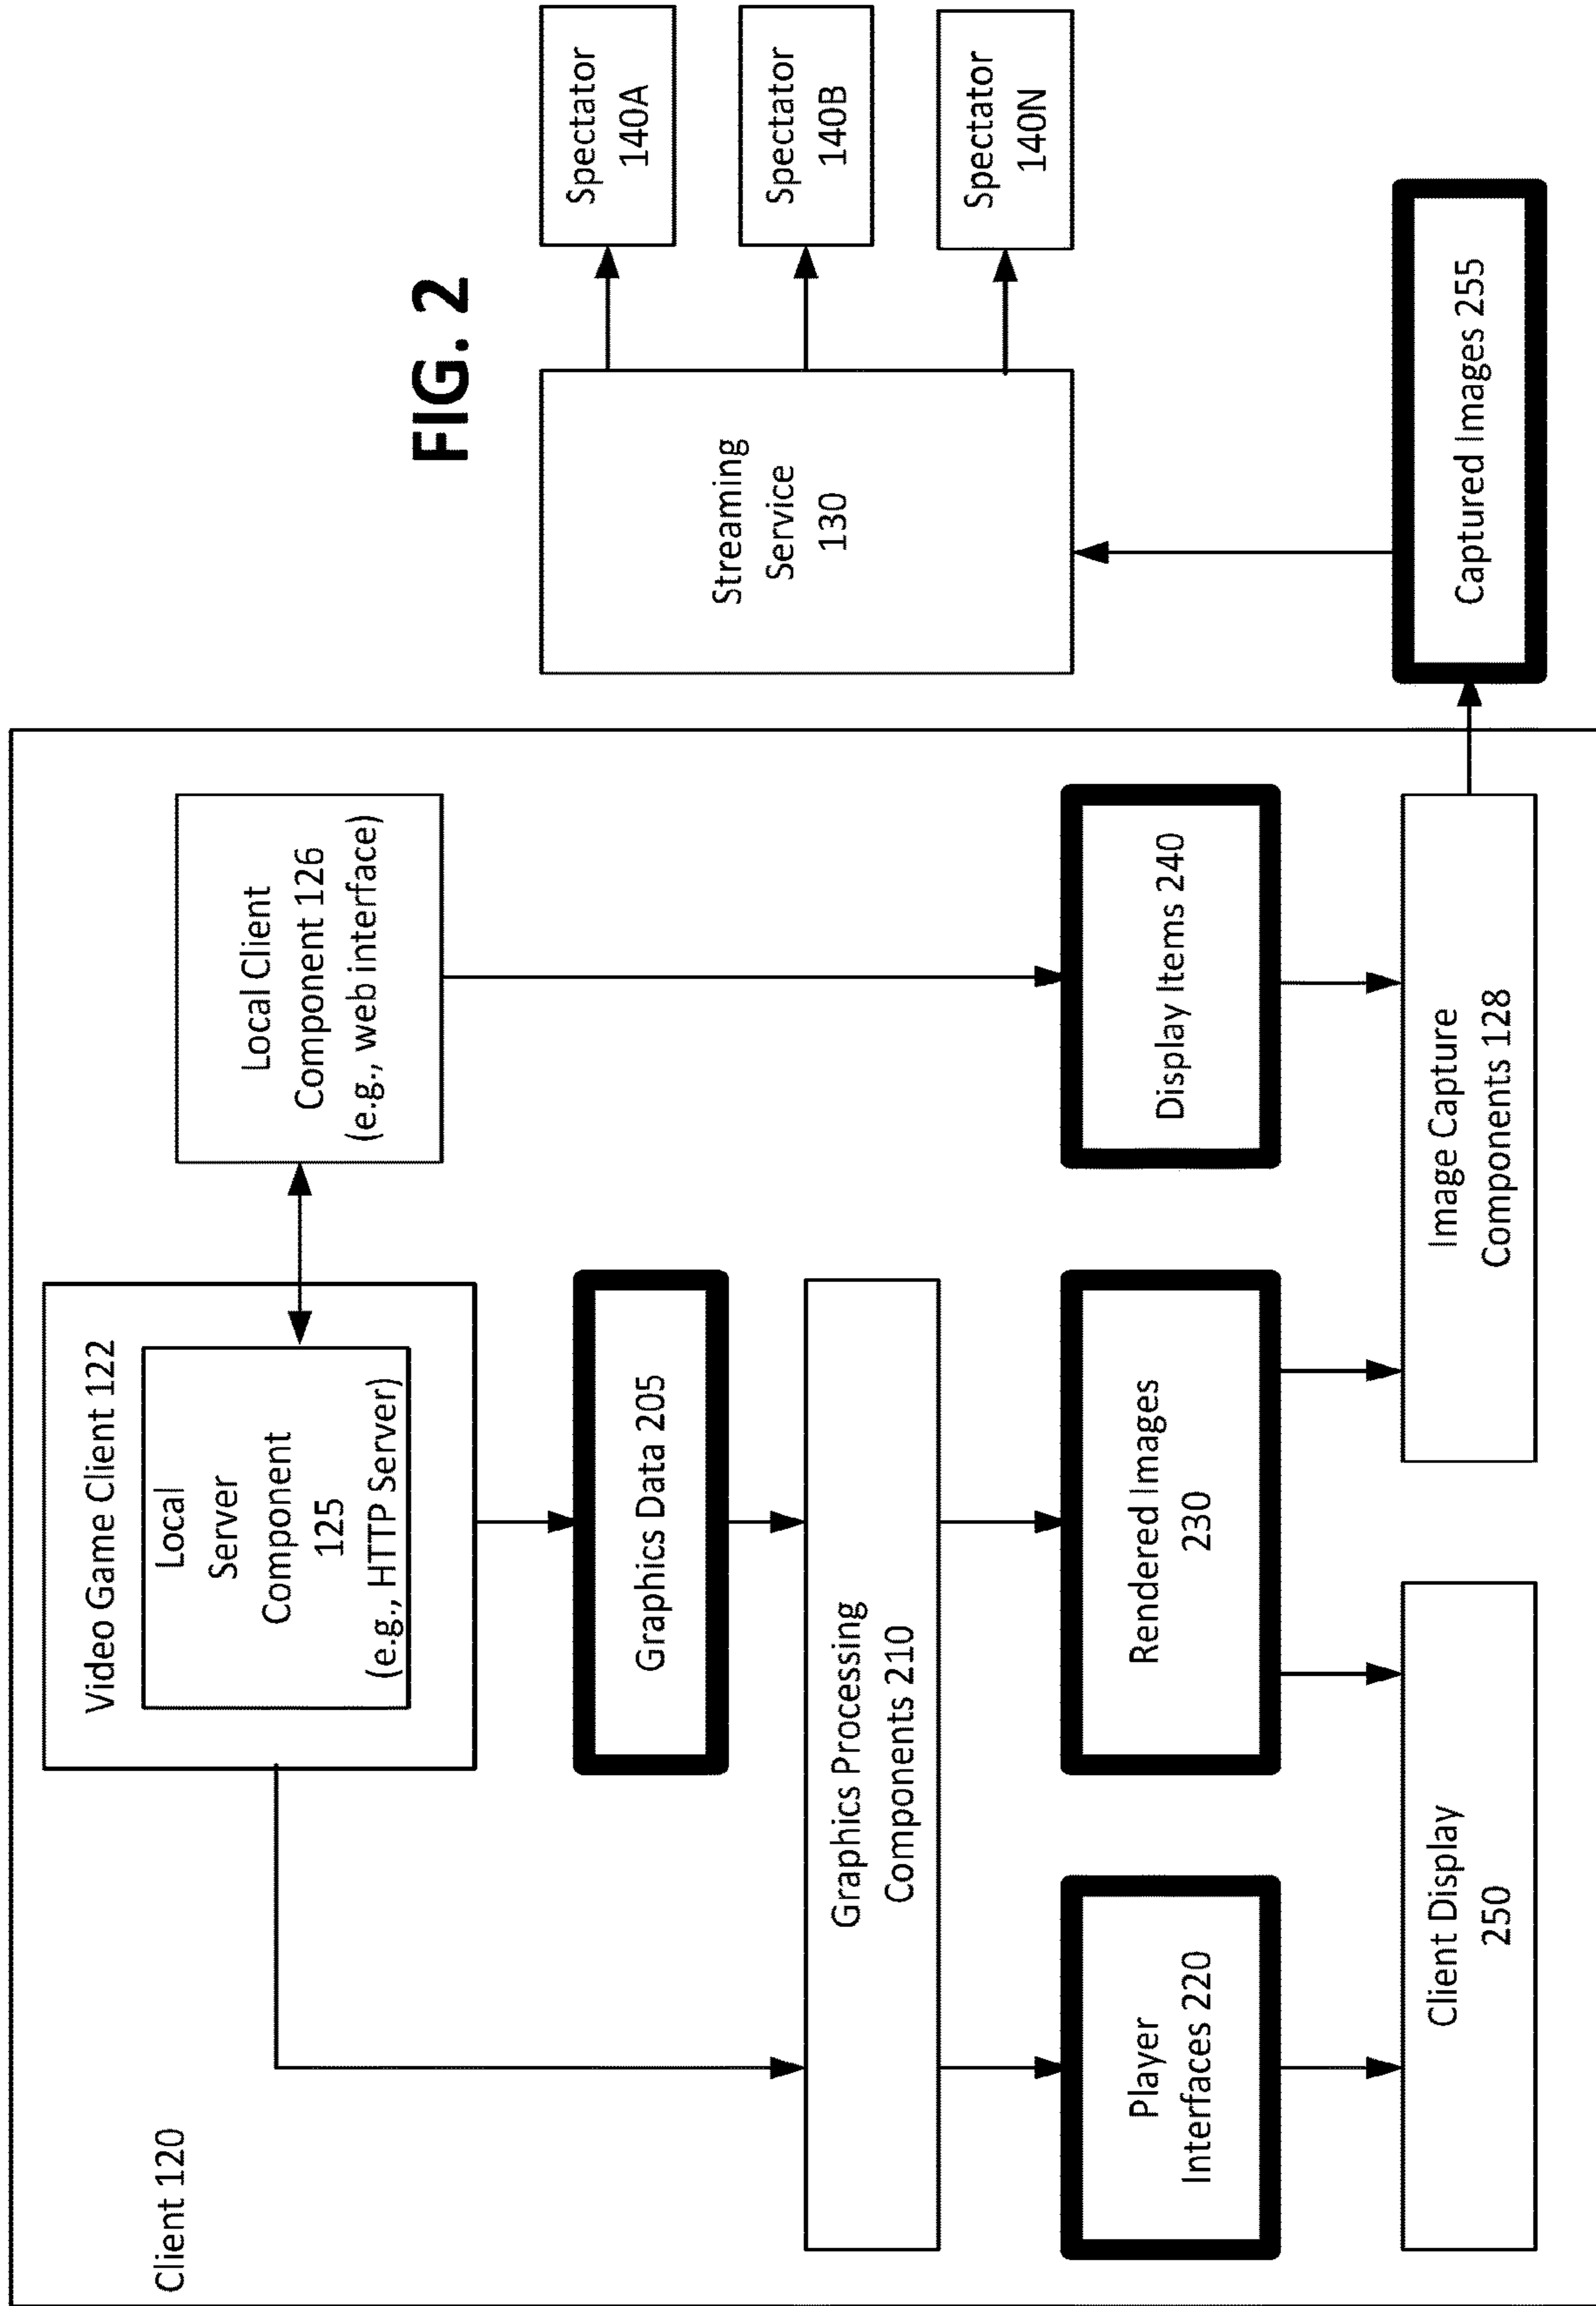 Client 120
Video Game Client 122
Local
Server
Component
125
(e.g., HTTP Server)
Local Client
Component 126
(e.g., web interface)
Graphics Data 205
Graphics Processing
Components 210
Player
Interfaces 220
Rendered Images
230
Display Items 240
Client Display
250
Image Capture
Components 128
FIG. 2
Streaming
Service
130
Spectator
140A
Spectator
140B
Spectator
140N
Captured Images 255